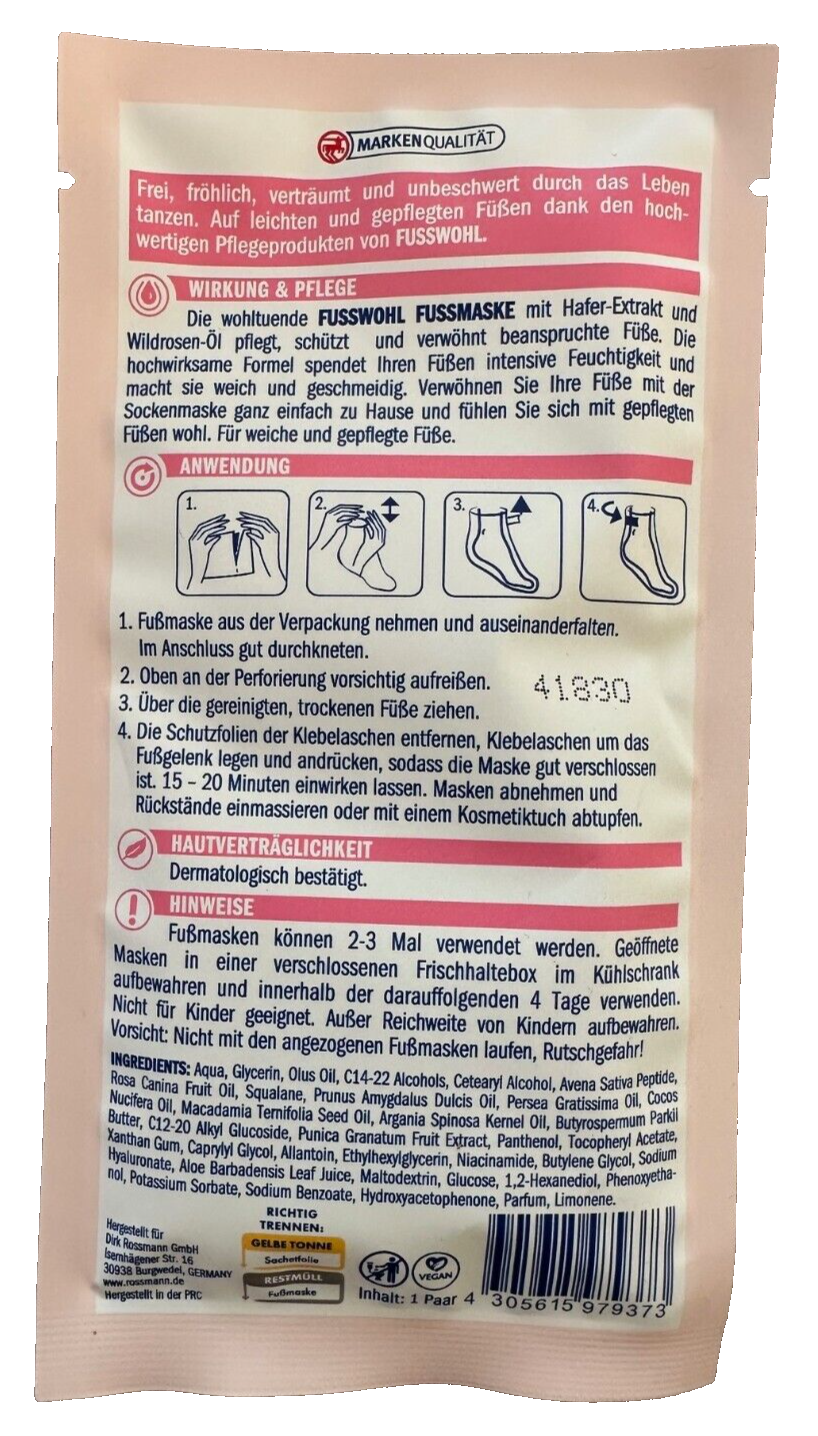 MARKENQUALITÄT
Frei, fröhlich, verträumt und unbeschwert durch das Leben
tanzen. Auf leichten und gepflegten Füßen dank den hoch-
wertigen Pflegeprodukten von FUSSWOHL.
WIRKUNG & PFLEGE
Die wohltuende FUSSWOHL FUSSMASKE mit Hafer-Extrakt und
Wildrosen-Öl pflegt, schützt und verwöhnt beanspruchte Füße. Die
hochwirksame Formel spendet Ihren Füßen intensive Feuchtigkeit und
macht sie weich und geschmeidig. Verwöhnen Sie Ihre Füße mit der
Sockenmaske ganz einfach zu Hause und fühlen Sie sich mit gepflegten
Füßen wohl. Für weiche und gepflegte Füße.
ANWENDUNG
1. 2. 3. 4.
1. Fußmaske aus der Verpackung nehmen und auseinanderfalten.
Im Anschluss gut durchkneten.
2. Oben an der Perforierung vorsichtig aufreißen.
41830
3. Über die gereinigten, trockenen Füße ziehen.
4. Die Schutzfolien der Klebelaschen entfernen, Klebelaschen um das
Fußgelenk legen und andrücken, sodass die Maske gut verschlossen
ist. 15 – 20 Minuten einwirken lassen. Masken abnehmen und
Rückstände einmassieren oder mit einem Kosmetiktuch abtupfen.
HAUTVERTRÄGLICHKEIT
Dermatologisch bestätigt.
HINWEISE
Fußmasken können 2-3 Mal verwendet werden. Geöffnete
Masken in einer verschlossenen Frischhaltebox im Kühlschrank
aufbewahren und innerhalb der darauffolgenden 4 Tage verwenden.
Nicht für Kinder geeignet. Außer Reichweite von Kindern aufbewahren.
Vorsicht: Nicht mit den angezogenen Fußmasken laufen, Rutschgefahr!
INGREDIENTS: Aqua, Glycerin, Olus Oil, C14-22 Alcohols, Cetearyl Alcohol, Avena Sativa Peptide,
Rosa Canina Fruit Oil, Squalane, Prunus Amygdalus Dulcis Oil, Persea Gratissima Oil, Cocos
Nucifera Oil, Macadamia Ternifolia Seed Oil, Argania Spinosa Kernel Oil, Butyrospermum Parkii
Butter, C12-20 Alkyl Glucoside, Punica Granatum Fruit Extract, Panthenol, Tocopheryl Acetate,
Xanthan Gum, Caprylyl Glycol, Allantoin, Ethylhexylglycerin, Niacinamide, Butylene Glycol, Sodium
Hyaluronate, Aloe Barbadensis Leaf Juice, Maltodextrin, Glucose, 1,2-Hexanediol, Phenoxyetha-
nol, Potassium Sorbate, Sodium Benzoate, Hydroxyacetophenone, Parfum, Limonene.
Hergestellt für
Dirk Rossmann GmbH
Isernhägener Str. 16
30938 Burgwedel, GERMANY
www.rossmann.de
Hergestellt in der PRC
RICHTIG
TRENNEN:
GELBE TONNE
Sachetfolie
RESTMÜLL
Fußmaske
VEGAN
Inhalt: 1 Paar
4 305615 979373